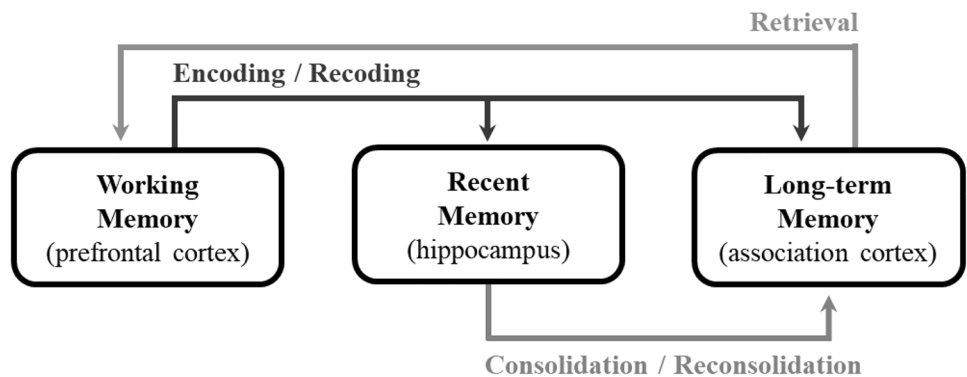 Retrieval
Encoding / Recoding
Working
Memory
(prefrontal cortex)
Recent
Memory
(hippocampus)
Long-term
Memory
(association cortex)
Consolidation / Reconsolidation